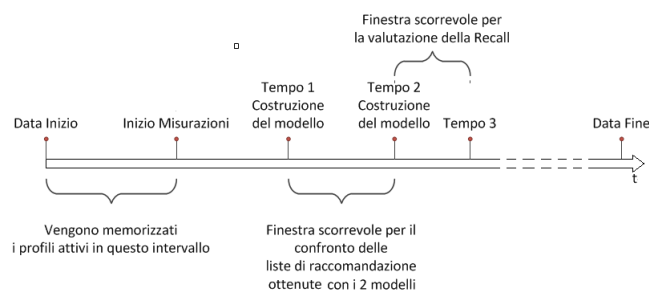 Finestra scorrevole per
la valutazione della Recall
Tempo 1
Costruzione
del modello
Tempo 2
Costruzione
del modello
Data Inizio
Inizio Misurazioni
Tempo 3
Data Fine
t
Vengono memorizzati
i profili attivi in questo intervallo
Finestra scorrevole per il
confronto delle
liste di raccomandazione
ottenute con i 2 modelli